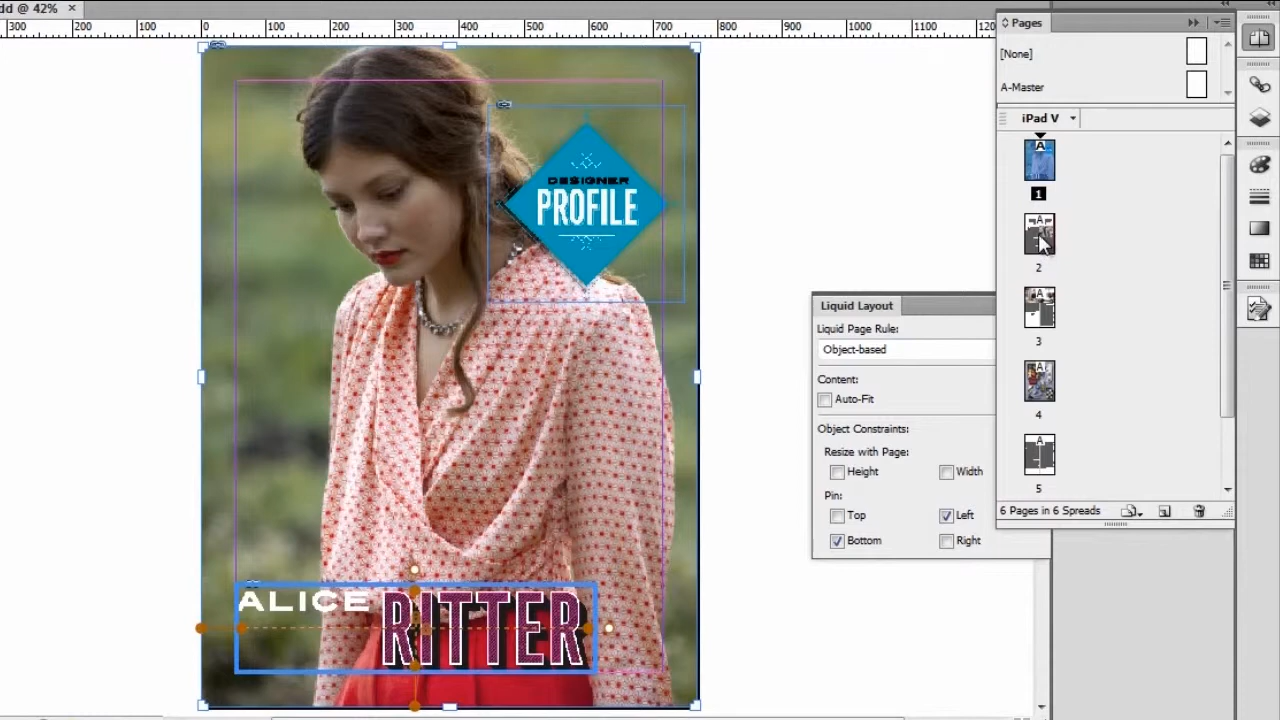 dd @ 42% ×
300 200 100 0 100 200 300 400 500 600 700 800 900 1000 1100 120
Pages
[None]
A-Master
iPad V
A
1
A
2
A
3
A
4
A
5
6 Pages in 6 Spreads
DESIGNER
PROFILE
ALICE RITTER
Liquid Layout
Liquid Page Rule:
Object-based
Content:
Auto-Fit
Object Constraints:
Resize with Page:
Height Width
Pin:
Top Left
Bottom Right